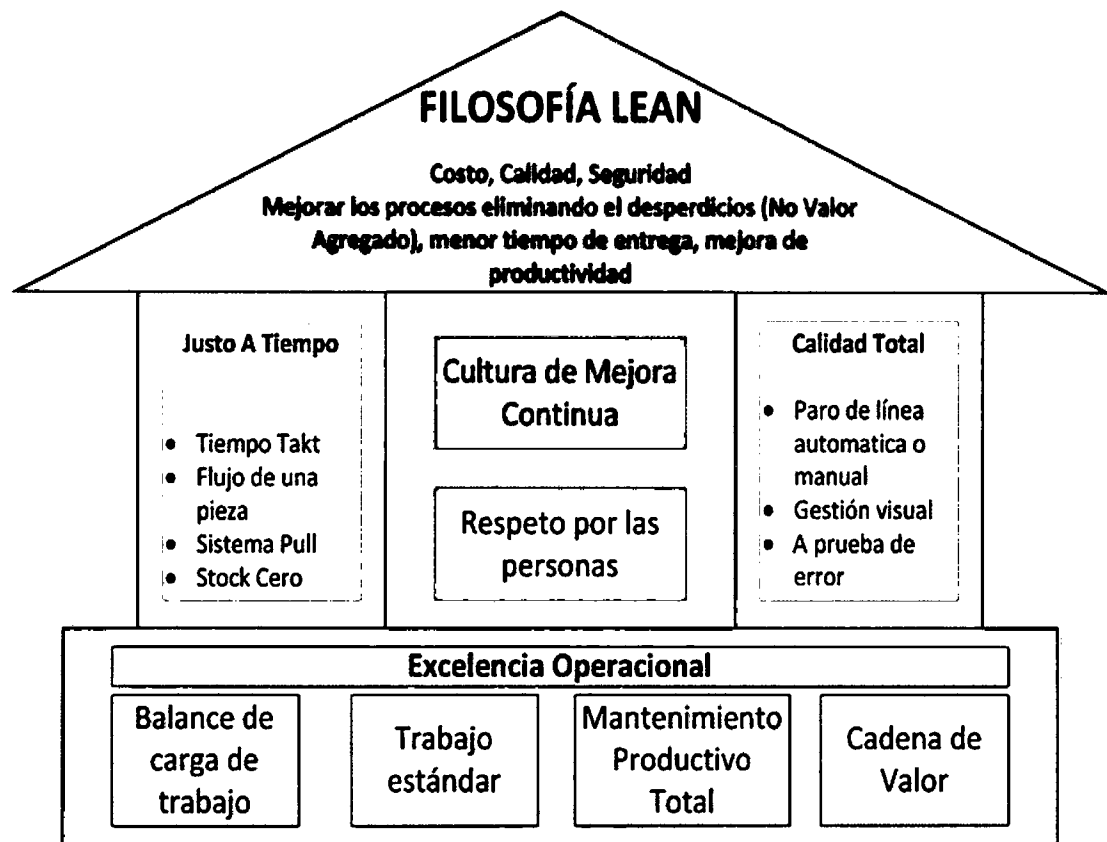 FILOSOFÍA LEAN
Costo, Calidad, Seguridad
Mejorar los procesos eliminando el desperdicios (No Valor
Agregado), menor tiempo de entrega, mejora de
productividad
Justo A Tiempo
• Tiempo Takt
• Flujo de una
pieza
• Sistema Pull
• Stock Cero
Cultura de Mejora
Continua
Respeto por las
personas
Calidad Total
• Paro de línea
automatica o
manual
• Gestión visual
• A prueba de
error
Excelencia Operacional
Balance de
carga de
trabajo
Trabajo
estándar
Mantenimiento
Productivo
Total
Cadena de
Valor